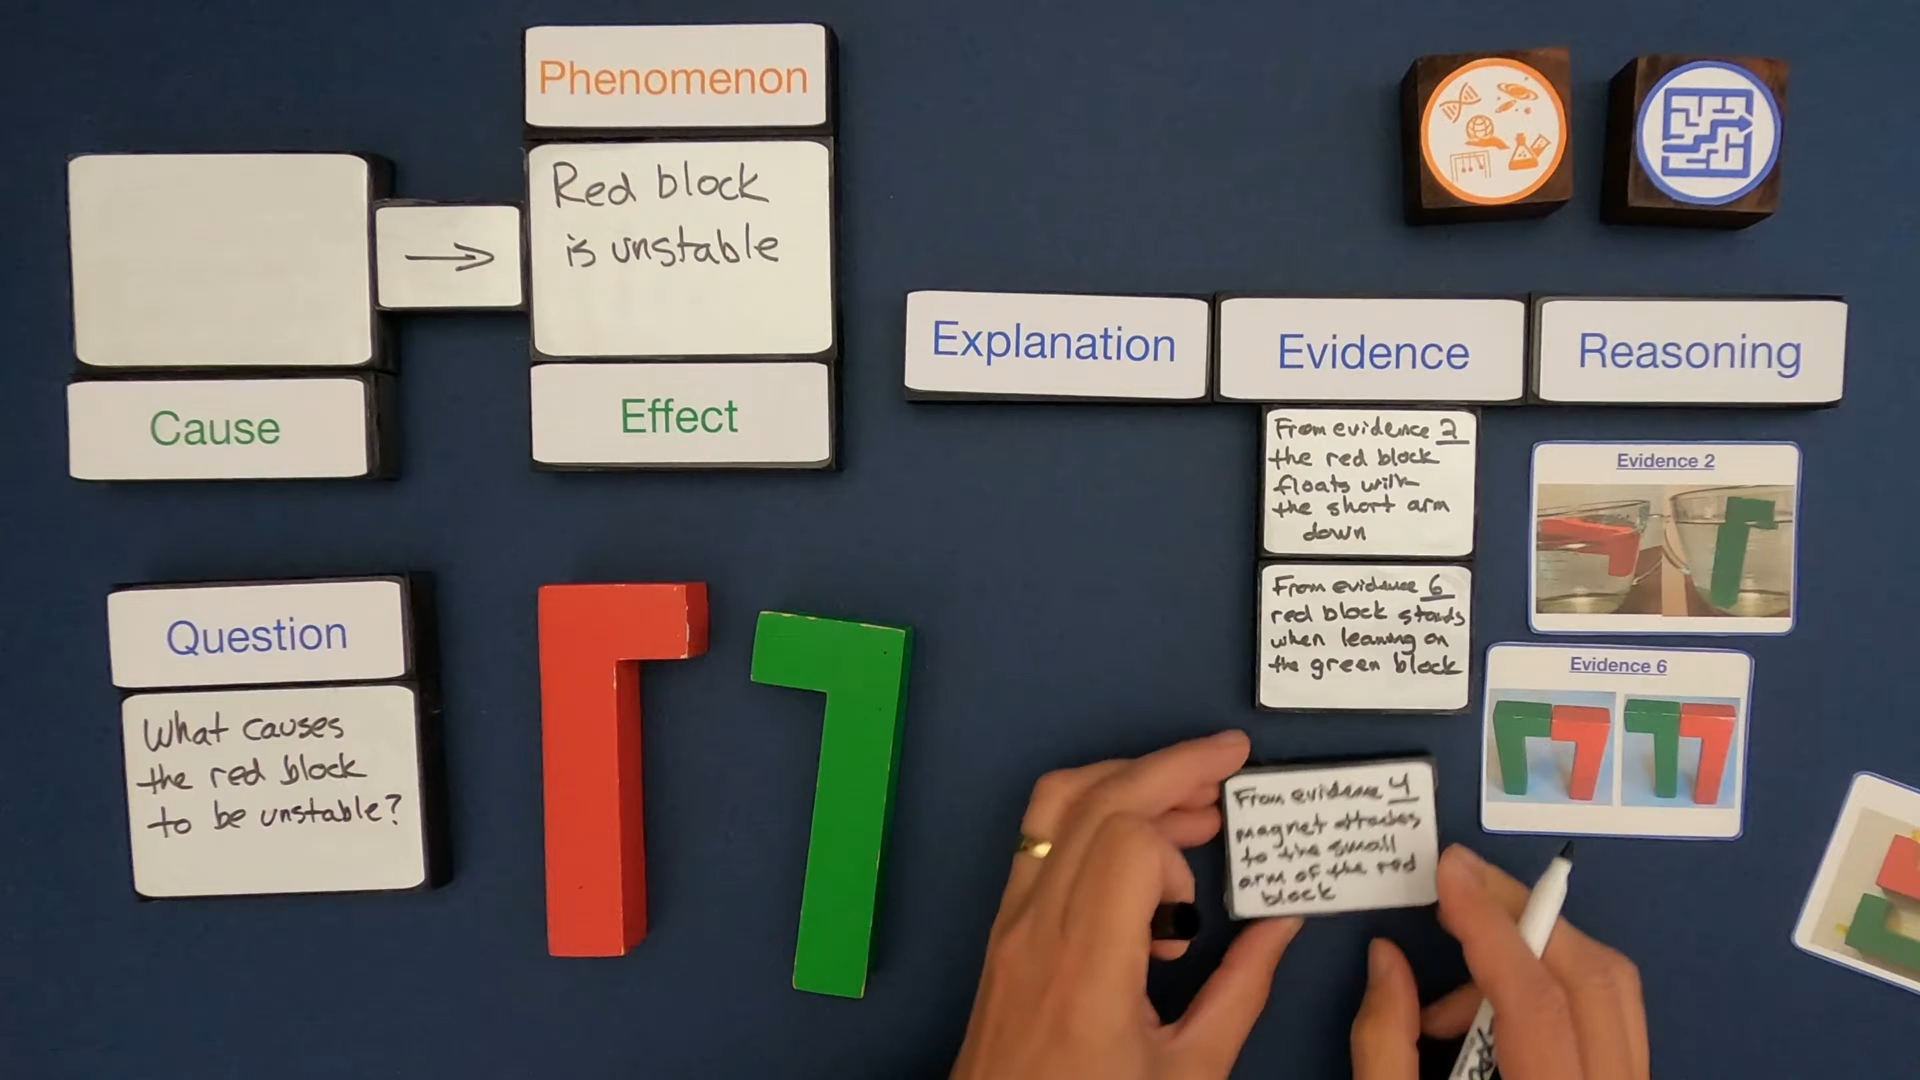 Phenomenon
Red block
is unstable
Effect
Cause
Question
What causes
the red block
to be unstable?
Explanation
Evidence
Reasoning
From evidence 2
the red block
floats with
the short arm
down
From evidence 6
red block stands
when leaning on
the green block
From evidence 4
magnet attaches
to the small
arm of the red
block
Evidence 2
Evidence 6